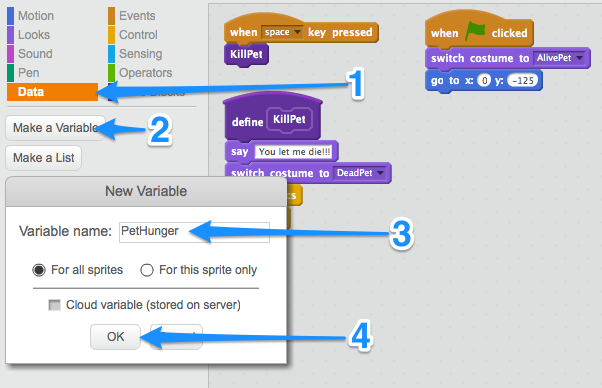 Motion
Looks
Sound
Pen
Data
Events
Control
Sensing
Operators
Make a Variable
Make a List
New Variable
Variable name: PetHunger
For all sprites For this sprite only
Cloud variable (stored on server)
OK
when space key pressed
KillPet
define KillPet
say You let me die!!!
switch costume to DeadPet
when clicked
switch costume to AlivePet
go to x: 0 y: -125
1
2
3
4